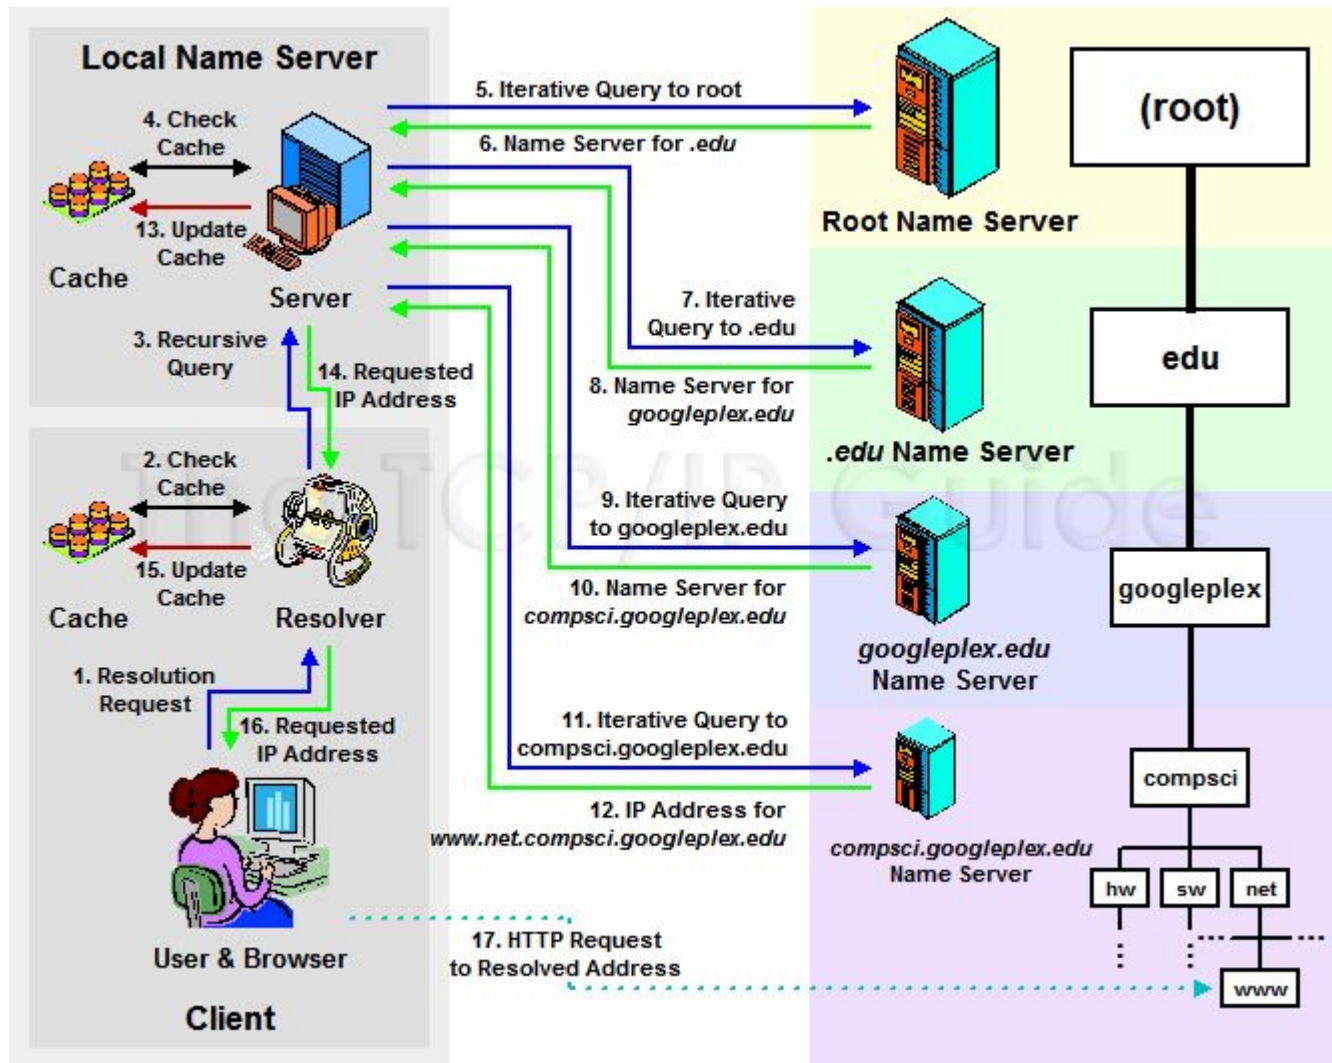 Local Name Server
4. Check
Cache
13. Update
Cache
Cache
Server
3. Recursive
Query
14. Requested
IP Address
2. Check
Cache
15. Update
Cache
Cache
Resolver
1. Resolution
Request
16. Requested
IP Address
User & Browser
Client
5. Iterative Query to root
6. Name Server for .edu
7. Iterative
Query to .edu
8. Name Server for
googleplex.edu
The TCP/IP Guide
9. Iterative Query
to googleplex.edu
10. Name Server for
compsci.googleplex.edu
11. Iterative Query to
compsci.googleplex.edu
12. IP Address for
www.net.compsci.googleplex.edu
17. HTTP Request
to Resolved Address
Root Name Server
.edu Name Server
googleplex.edu
Name Server
compsci.googleplex.edu
Name Server
(root)
edu
googleplex
compsci
hw
sw
net
www